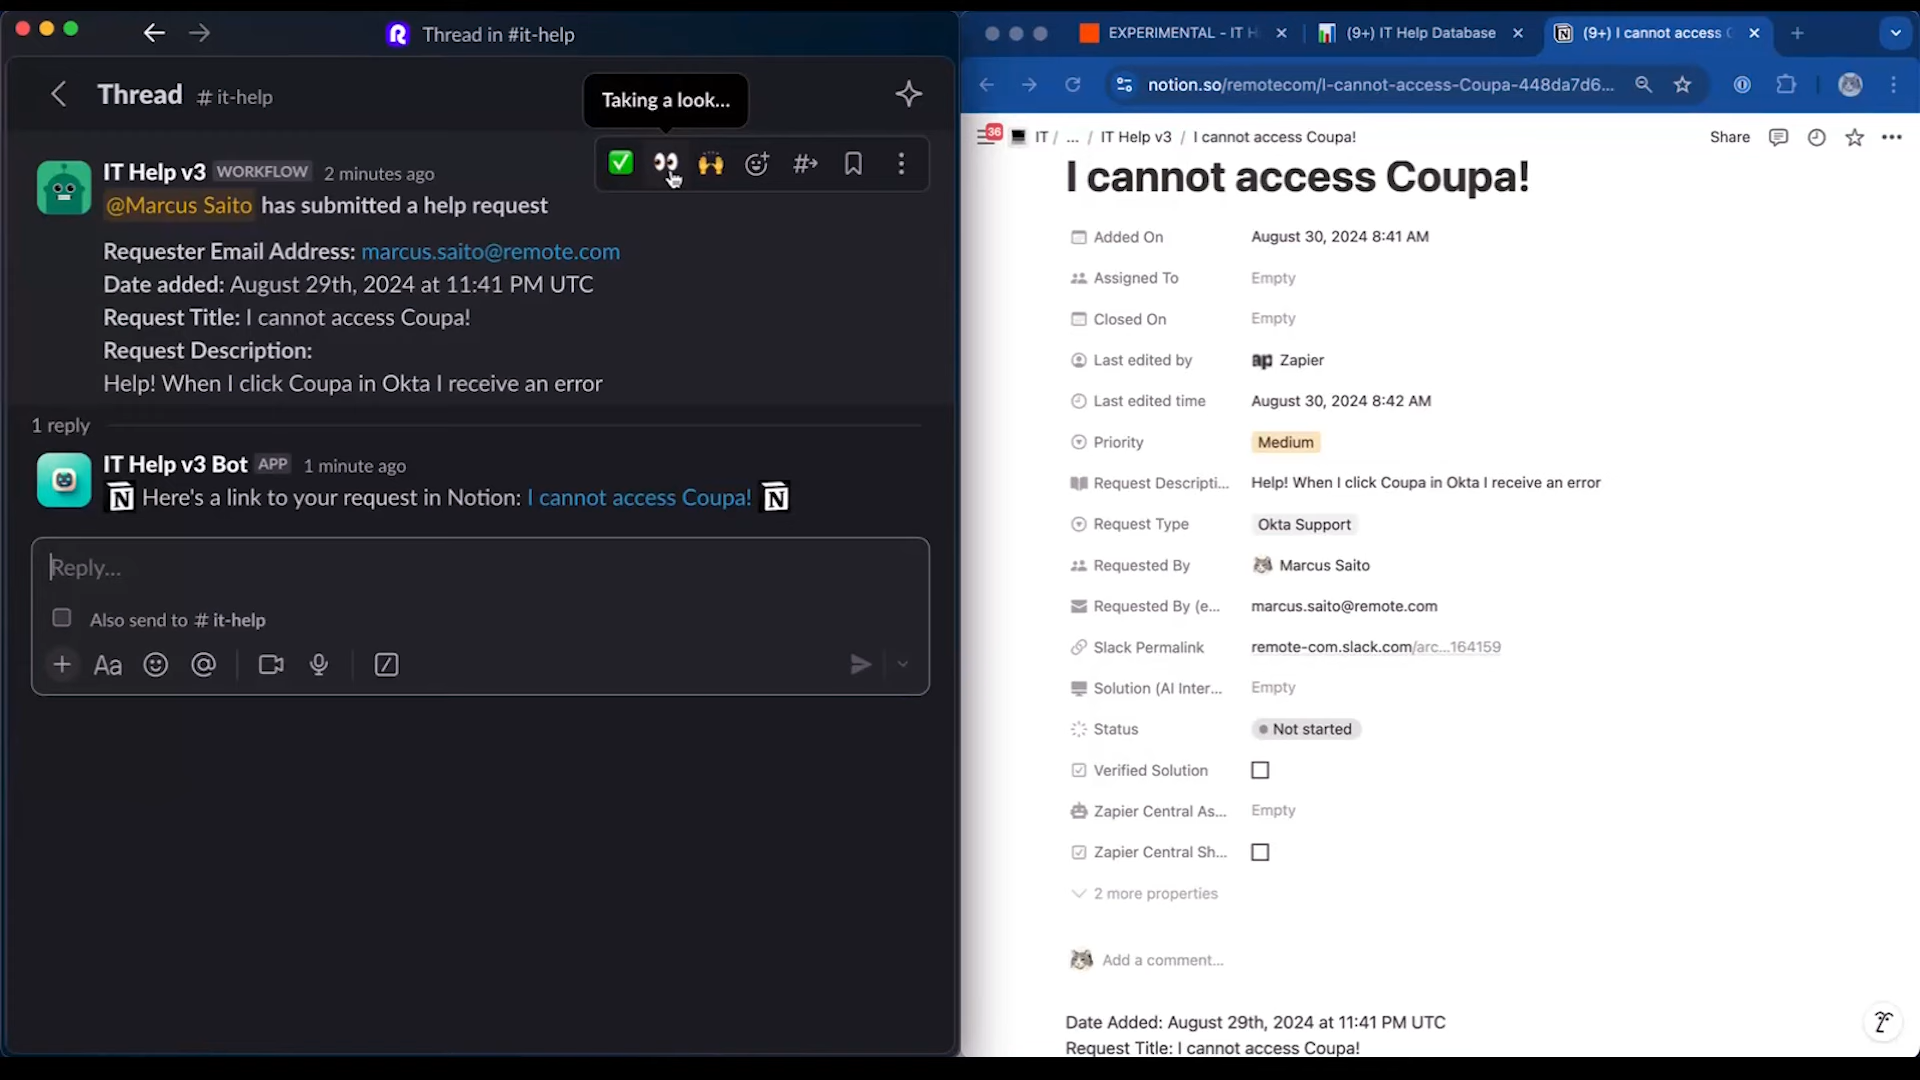 Thread in #it-help
Thread # it-help
Taking a look...
IT Help v3 WORKFLOW 2 minutes ago
@Marcus Saito has submitted a help request
Requester Email Address: marcus.saito@remote.com
Date added: August 29th, 2024 at 11:41 PM UTC
Request Title: I cannot access Coupa!
Request Description:
Help! When I click Coupa in Okta I receive an error
1 reply
IT Help v3 Bot APP 1 minute ago
Here's a link to your request in Notion: I cannot access Coupa!
Reply...
Also send to # it-help
EXPERIMENTAL - IT H
(9+) IT Help Database
(9+) I cannot access
notion.so/remotecom/I-cannot-access-Coupa-448da7d6...
36
IT / ... / IT Help v3 / I cannot access Coupa!
Share
I cannot access Coupa!
Added On August 30, 2024 8:41 AM
Assigned To Empty
Closed On Empty
Last edited by Zapier
Last edited time August 30, 2024 8:42 AM
Priority Medium
Request Descripti... Help! When I click Coupa in Okta I receive an error
Request Type Okta Support
Requested By Marcus Saito
Requested By (e... marcus.saito@remote.com
Slack Permalink remote-com.slack.com/arc...164159
Solution (AI Inter... Empty
Status Not started
Verified Solution
Zapier Central As... Empty
Zapier Central Sh...
2 more properties
Add a comment...
Date Added: August 29th, 2024 at 11:41 PM UTC
Request Title: I cannot access Coupa!